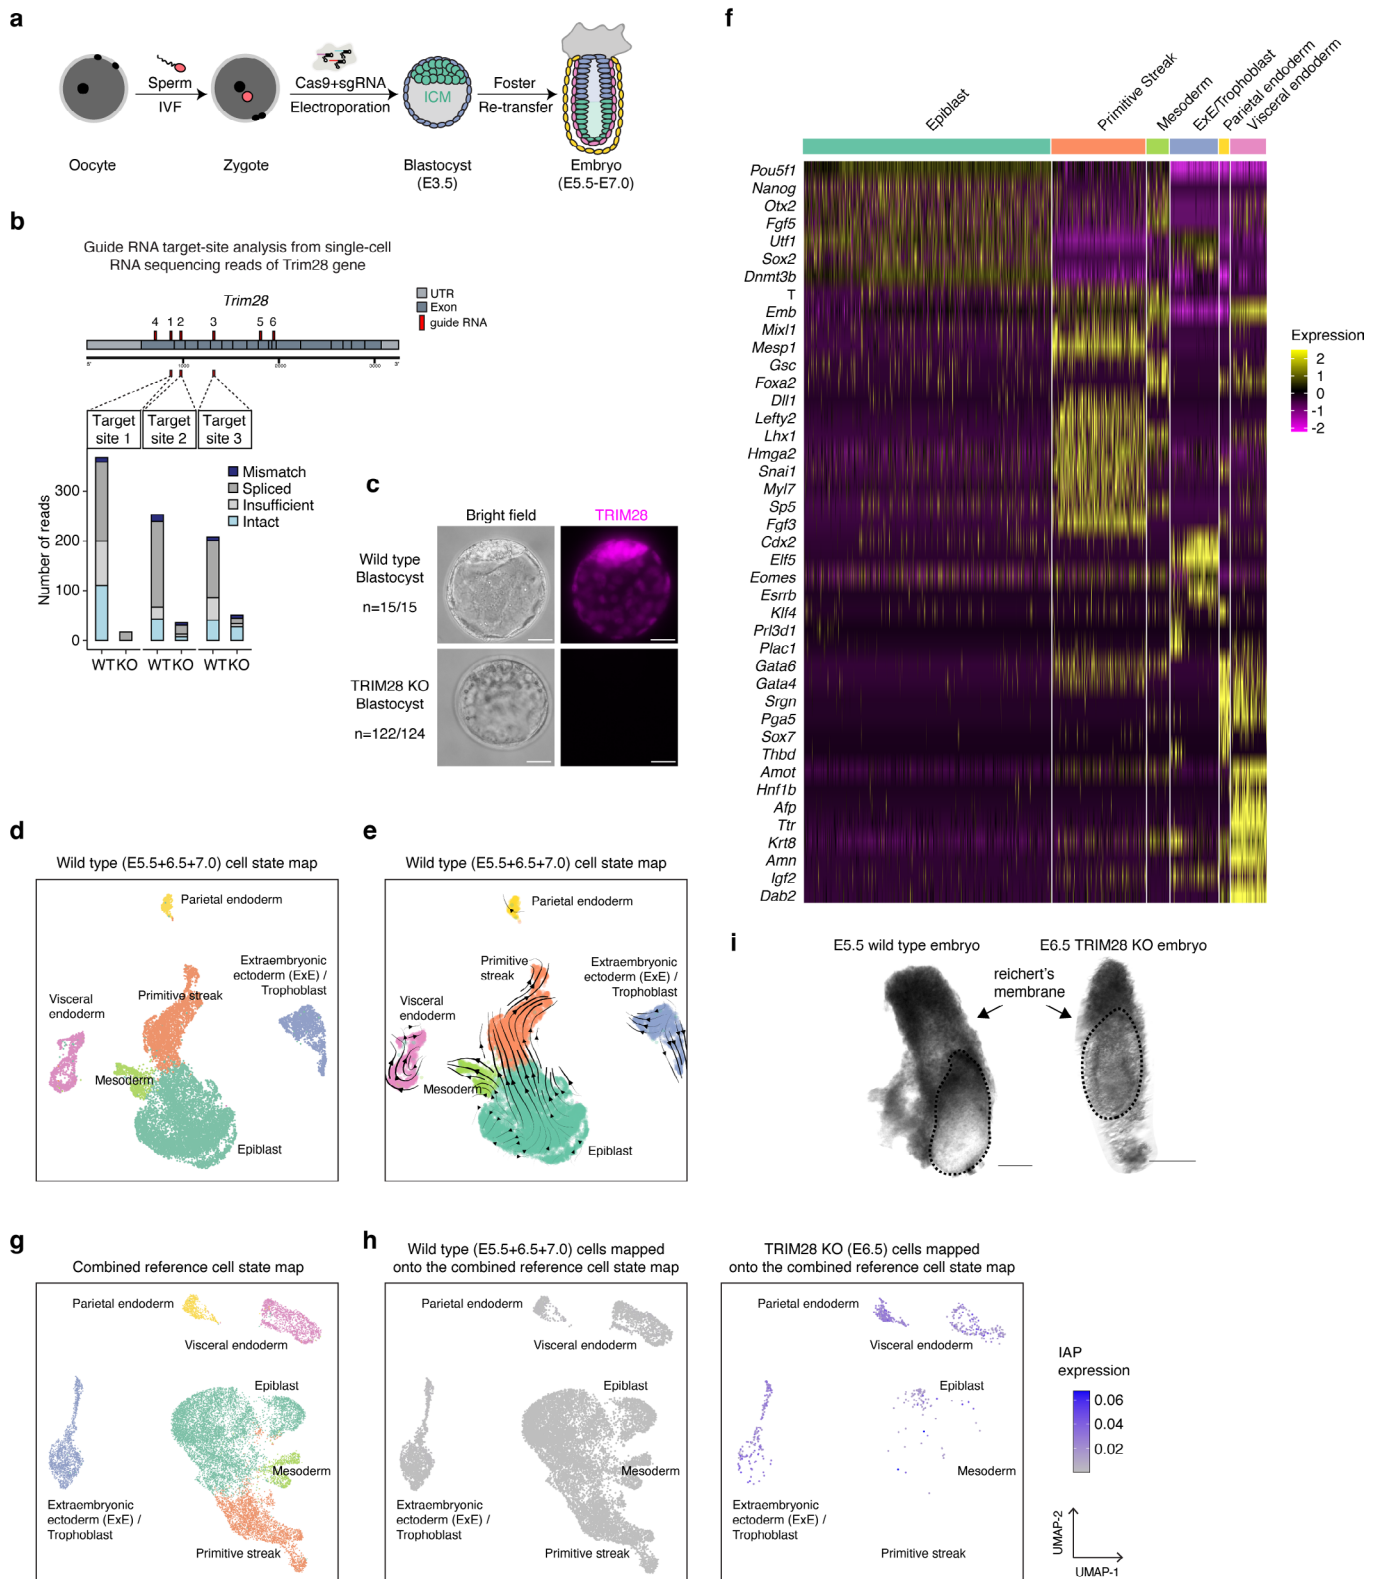 a
Sperm
IVF
Cas9+sgRNA
Electroporation
ICM
Foster
Re-transfer
Oocyte
Zygote
Blastocyst
(E3.5)
Embryo
(E5.5-E7.0)
b
Guide RNA target-site analysis from single-cell
RNA sequencing reads of Trim28 gene
Trim28
4 1 2 3 5 6
UTR
Exon
guide RNA
5'
1000
2000
3000
3'
Target
site 1
Target
site 2
Target
site 3
Number of reads
300
200
100
0
Mismatch
Spliced
Insufficient
Intact
WT KO WT KO WT KO
c
Bright field
TRIM28
Wild type
Blastocyst
n=15/15
TRIM28 KO
Blastocyst
n=122/124
d
Wild type (E5.5+6.5+7.0) cell state map
Parietal endoderm
Extraembryonic
ectoderm (ExE) /
Trophoblast
Primitive streak
Visceral
endoderm
Mesoderm
Epiblast
e
Wild type (E5.5+6.5+7.0) cell state map
Parietal endoderm
Primitive
streak
Extraembryonic
ectoderm (ExE) /
Trophoblast
Visceral
endoderm
Mesoderm
Epiblast
f
Epiblast
Primitive Streak
Mesoderm
ExE/Trophoblast
Parietal endoderm
Visceral endoderm
Pou5f1
Nanog
Otx2
Fgf5
Utf1
Sox2
Dnmt3b
T
Emb
Mixl1
Mesp1
Gsc
Foxa2
Dll1
Lefty2
Lhx1
Hmga2
Snai1
Myl7
Sp5
Fgf3
Cdx2
Elf5
Eomes
Esrrb
Klf4
Prl3d1
Plac1
Gata6
Gata4
Srgn
Pga5
Sox7
Thbd
Amot
Hnf1b
Afp
Ttr
Krt8
Amn
Igf2
Dab2
Expression
2
1
0
-1
-2
i
E5.5 wild type embryo
E6.5 TRIM28 KO embryo
reichert's
membrane
g
Combined reference cell state map
Parietal endoderm
Visceral endoderm
Epiblast
Mesoderm
Extraembryonic
ectoderm (ExE) /
Trophoblast
Primitive streak
h
Wild type (E5.5+6.5+7.0) cells mapped
onto the combined reference cell state map
Parietal endoderm
Visceral endoderm
Epiblast
Mesoderm
Extraembryonic
ectoderm (ExE) /
Trophoblast
Primitive streak
TRIM28 KO (E6.5) cells mapped
onto the combined reference cell state map
Parietal endoderm
Visceral endoderm
Epiblast
Mesoderm
Extraembryonic
ectoderm (ExE) /
Trophoblast
Primitive streak
IAP
expression
0.06
0.04
0.02
UMAP-2
UMAP-1